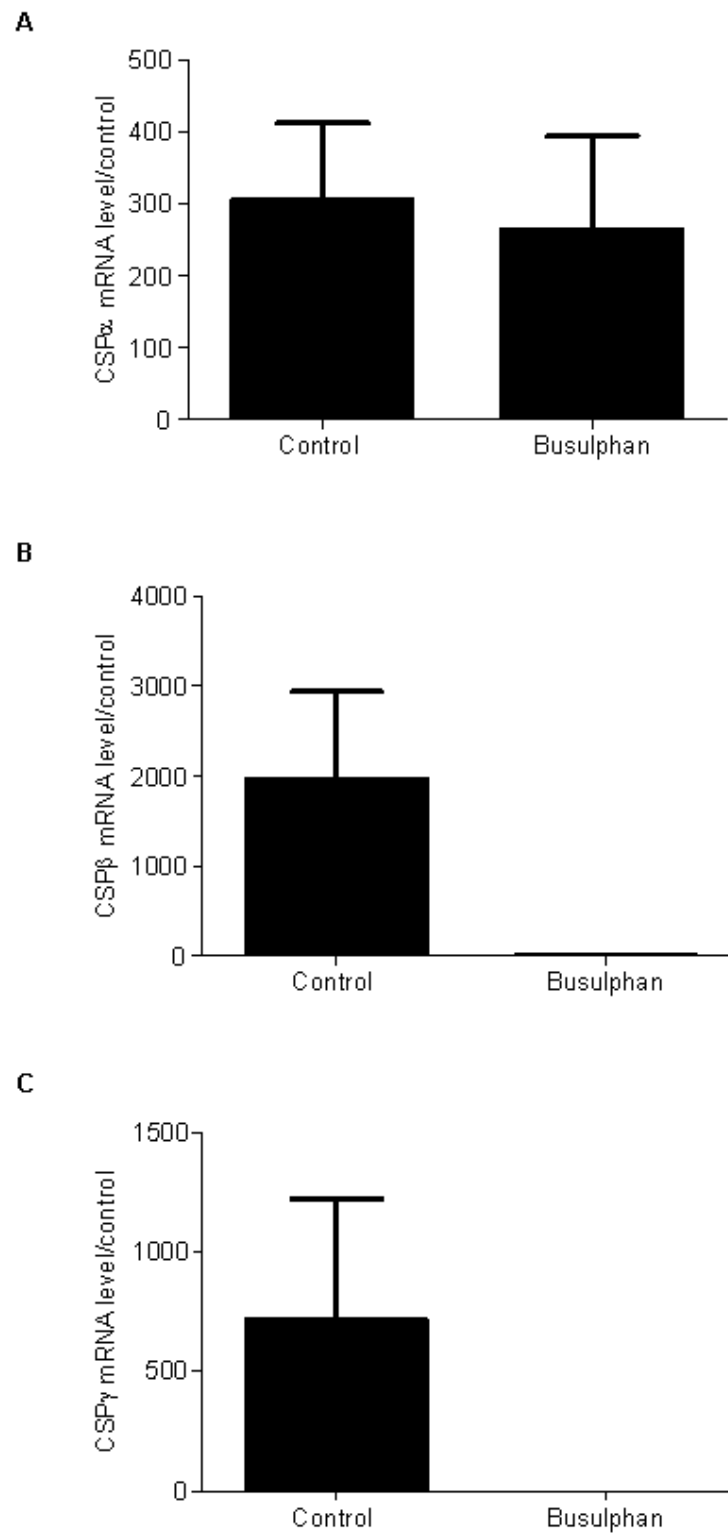 A
CSPα mRNA level/control
500
400
300
200
100
0
Control Busulphan
B
CSPβ mRNA level/control
4000
3000
2000
1000
0
Control Busulphan
C
CSPγ mRNA level/control
1500
1000
500
0
Control Busulphan